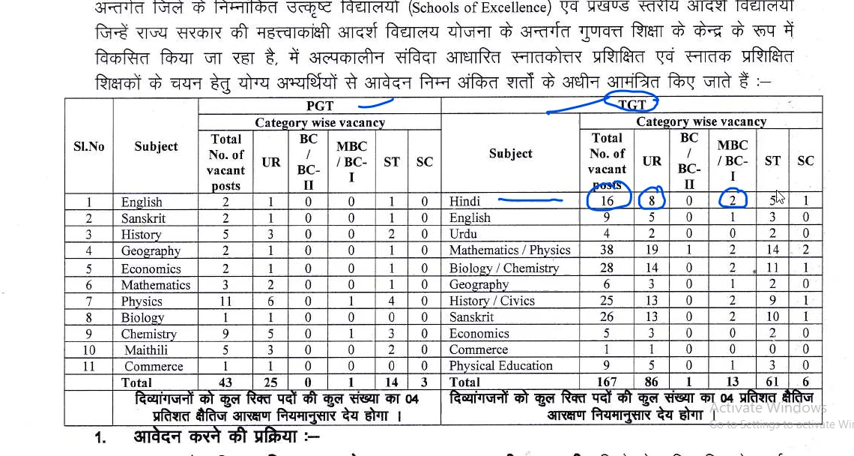 अन्तर्गत जिले के निम्नांकित उत्कृष्ट विद्यालयों (Schools of Excellence) एवं प्रखण्ड स्तरीय आदर्श विद्यालयों
जिन्हें राज्य सरकार की महत्त्वाकांक्षी आदर्श विद्यालय योजना के अन्तर्गत गुणवत्त शिक्षा के केन्द्र के रूप में
विकसित किया जा रहा है, में अल्पकालीन संविदा आधारित स्नातकोत्तर प्रशिक्षित एवं स्नातक प्रशिक्षित
शिक्षकों के चयन हेतु योग्य अभ्यर्थियों से आवेदन निम्न अंकित शर्तों के अधीन आमंत्रित किए जाते हैं :–
PGT TGT
Category wise vacancy Category wise vacancy
Sl.No Subject Total No. of vacant posts UR BC / BC-II MBC / BC-I ST SC Subject Total No. of vacant posts UR BC / BC-II MBC / BC-I ST SC
1 English 2 1 0 0 1 0 Hindi 16 8 0 2 5 1
2 Sanskrit 2 1 0 0 1 0 English 9 5 0 1 3 0
3 History 5 3 0 0 2 0 Urdu 4 2 0 0 2 0
4 Geography 2 1 0 0 1 0 Mathematics / Physics 38 19 1 2 14 2
5 Economics 2 1 0 0 1 0 Biology / Chemistry 28 14 0 2 11 1
6 Mathematics 3 2 0 0 1 0 Geography 6 3 0 1 2 0
7 Physics 11 6 0 1 4 0 History / Civics 25 13 0 2 9 1
8 Biology 1 1 0 0 0 0 Sanskrit 26 13 0 2 10 1
9 Chemistry 9 5 0 1 3 0 Economics 5 3 0 0 2 0
10 Maithili 5 3 0 0 2 0 Commerce 1 1 0 0 0 0
11 Commerce 1 1 0 0 0 0 Physical Education 9 5 0 1 3 0
Total 43 25 0 1 14 3 Total 167 86 1 13 61 6
दिव्यांगजनों को कुल रिक्त पदों की कुल संख्या का 04 दिव्यांगजनों को कुल रिक्त पदों की कुल संख्या का 04 प्रतिशत क्षैतिज
प्रतिशत क्षैतिज आरक्षण नियमानुसार देय होगा । आरक्षण नियमानुसार देय होगा ।
Activate Windows
Go to Settings to activate Wi
1. आवेदन करने की प्रक्रिया :–